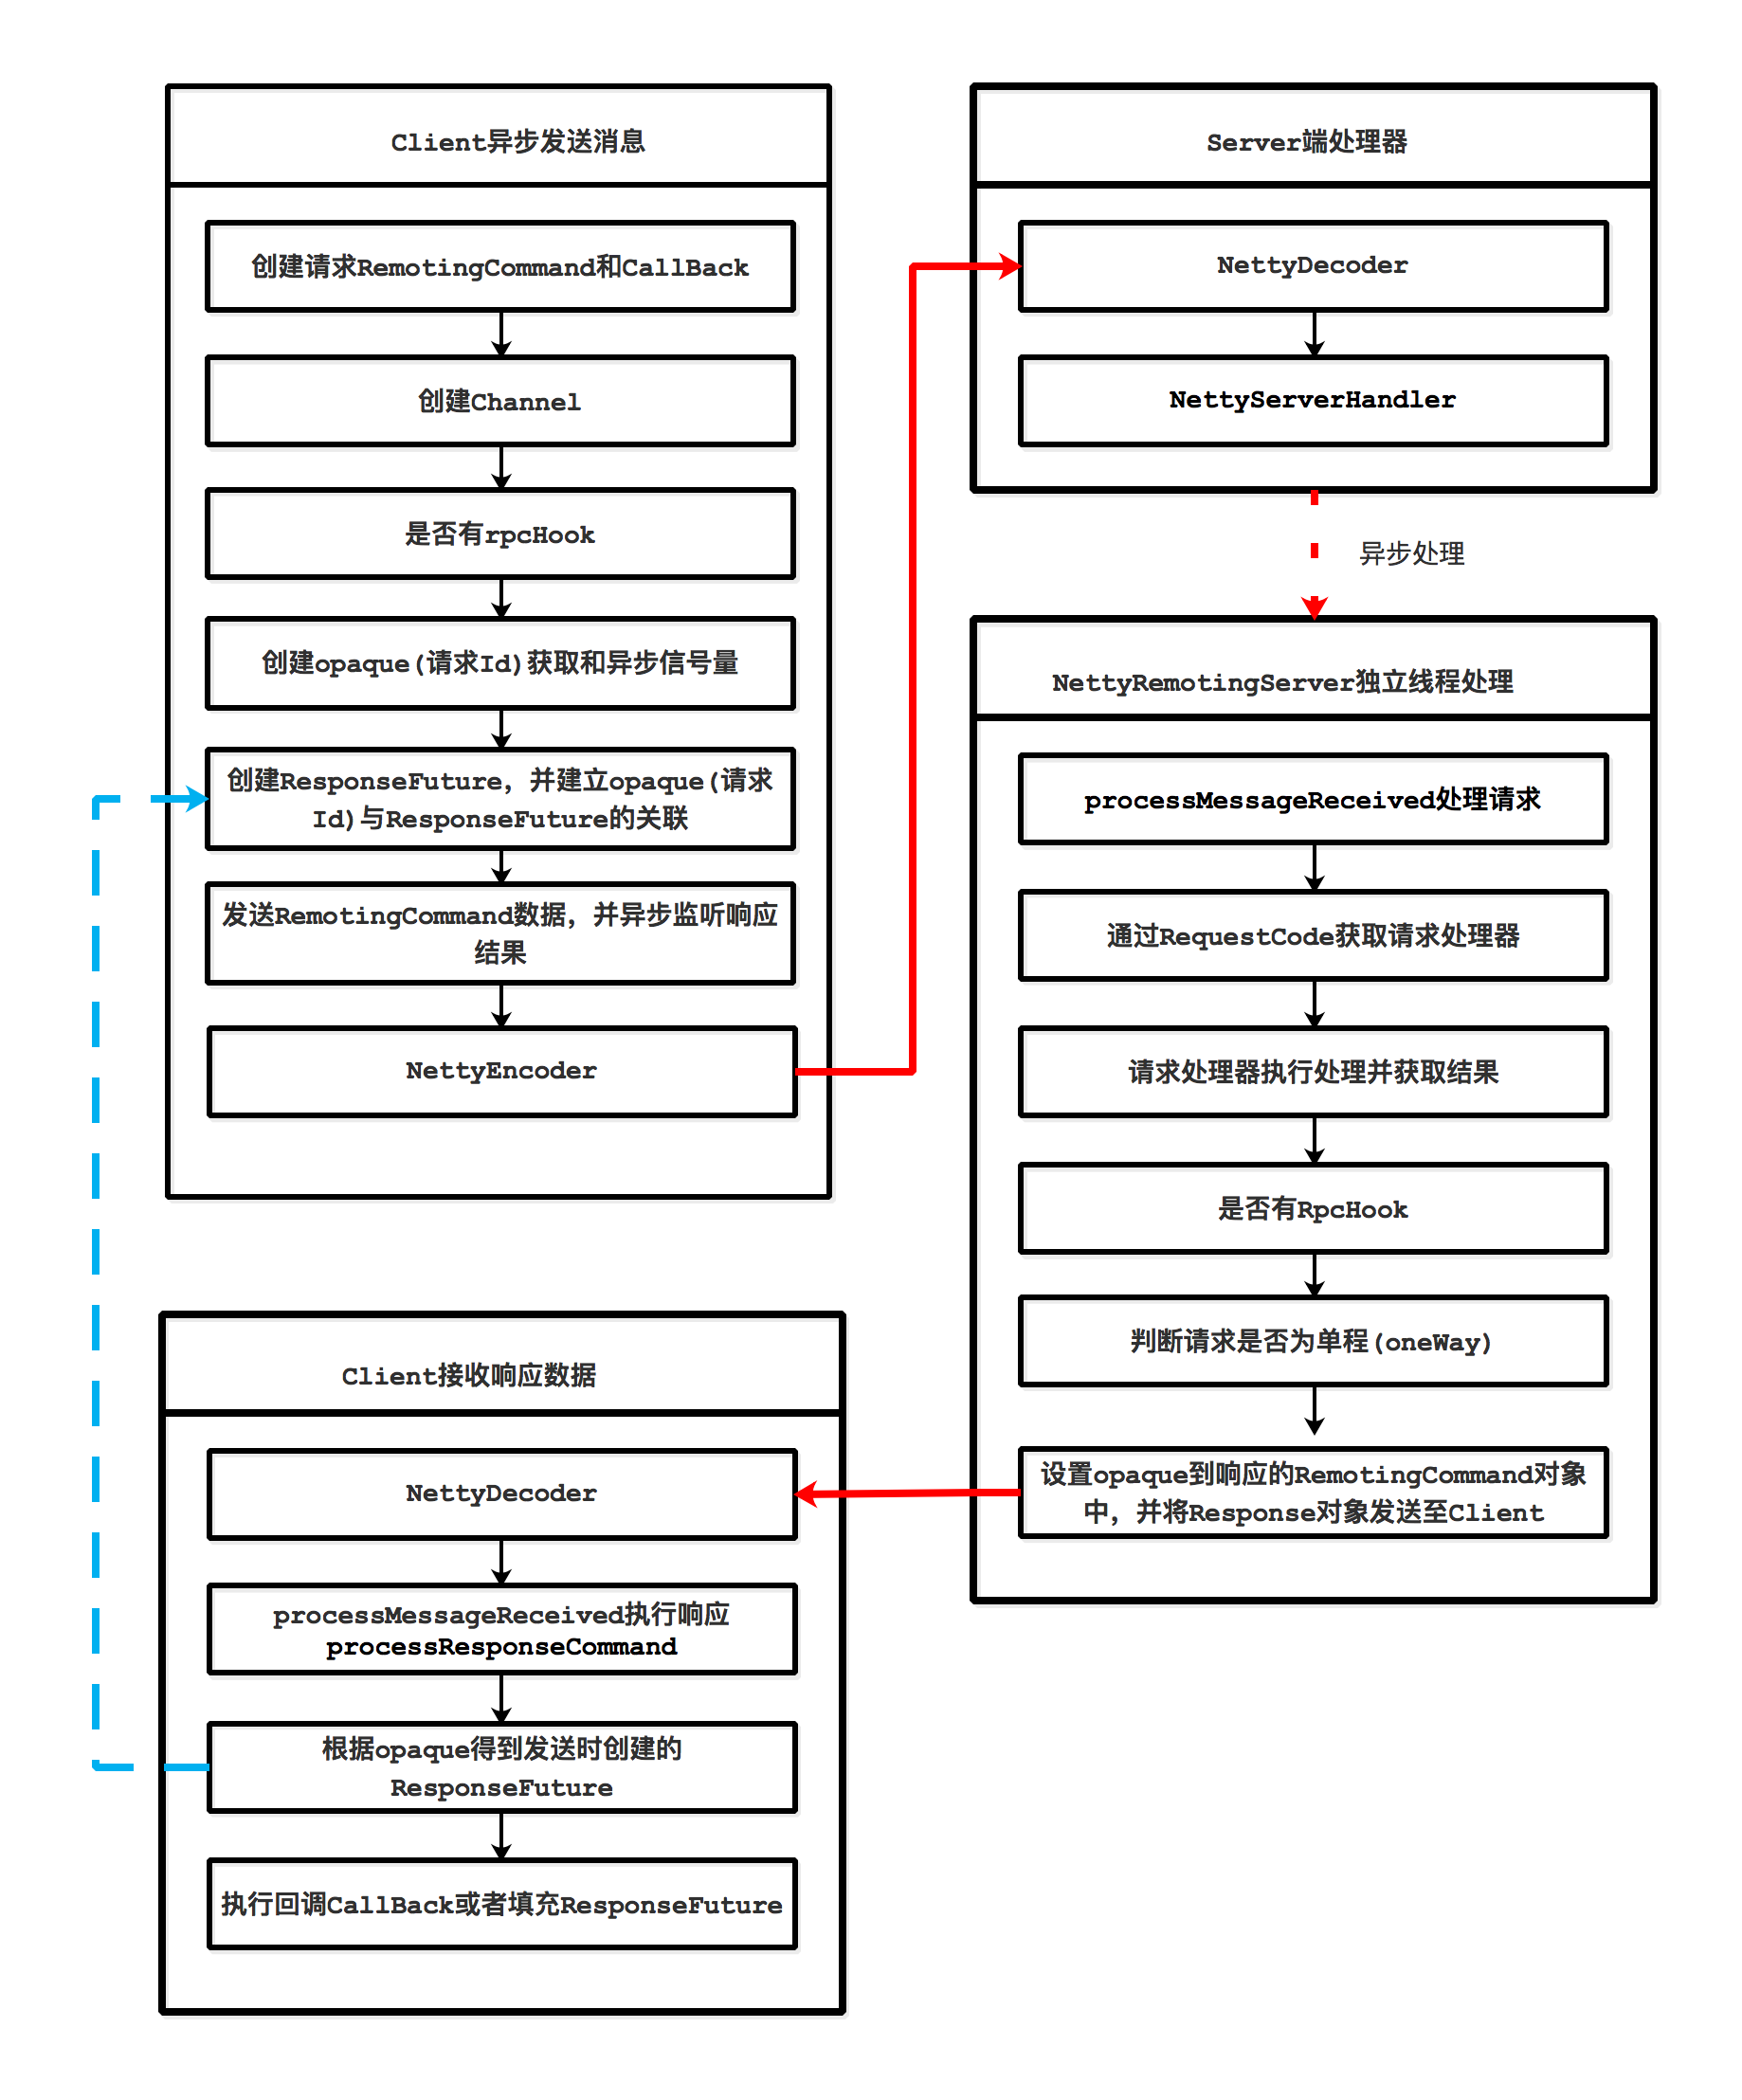 Client异步发送消息
创建请求RemotingCommand和CallBack
创建Channel
是否有rpcHook
创建opaque(请求Id)获取和异步信号量
创建ResponseFuture，并建立opaque(请求
Id)与ResponseFuture的关联
发送RemotingCommand数据，并异步监听响应
结果
NettyEncoder
Server端处理器
NettyDecoder
NettyServerHandler
异步处理
NettyRemotingServer独立线程处理
processMessageReceived处理请求
通过RequestCode获取请求处理器
请求处理器执行处理并获取结果
是否有RpcHook
判断请求是否为单程(oneWay)
设置opaque到响应的RemotingCommand对象
中，并将Response对象发送至Client
Client接收响应数据
NettyDecoder
processMessageReceived执行响应
processResponseCommand
根据opaque得到发送时创建的
ResponseFuture
执行回调CallBack或者填充ResponseFuture